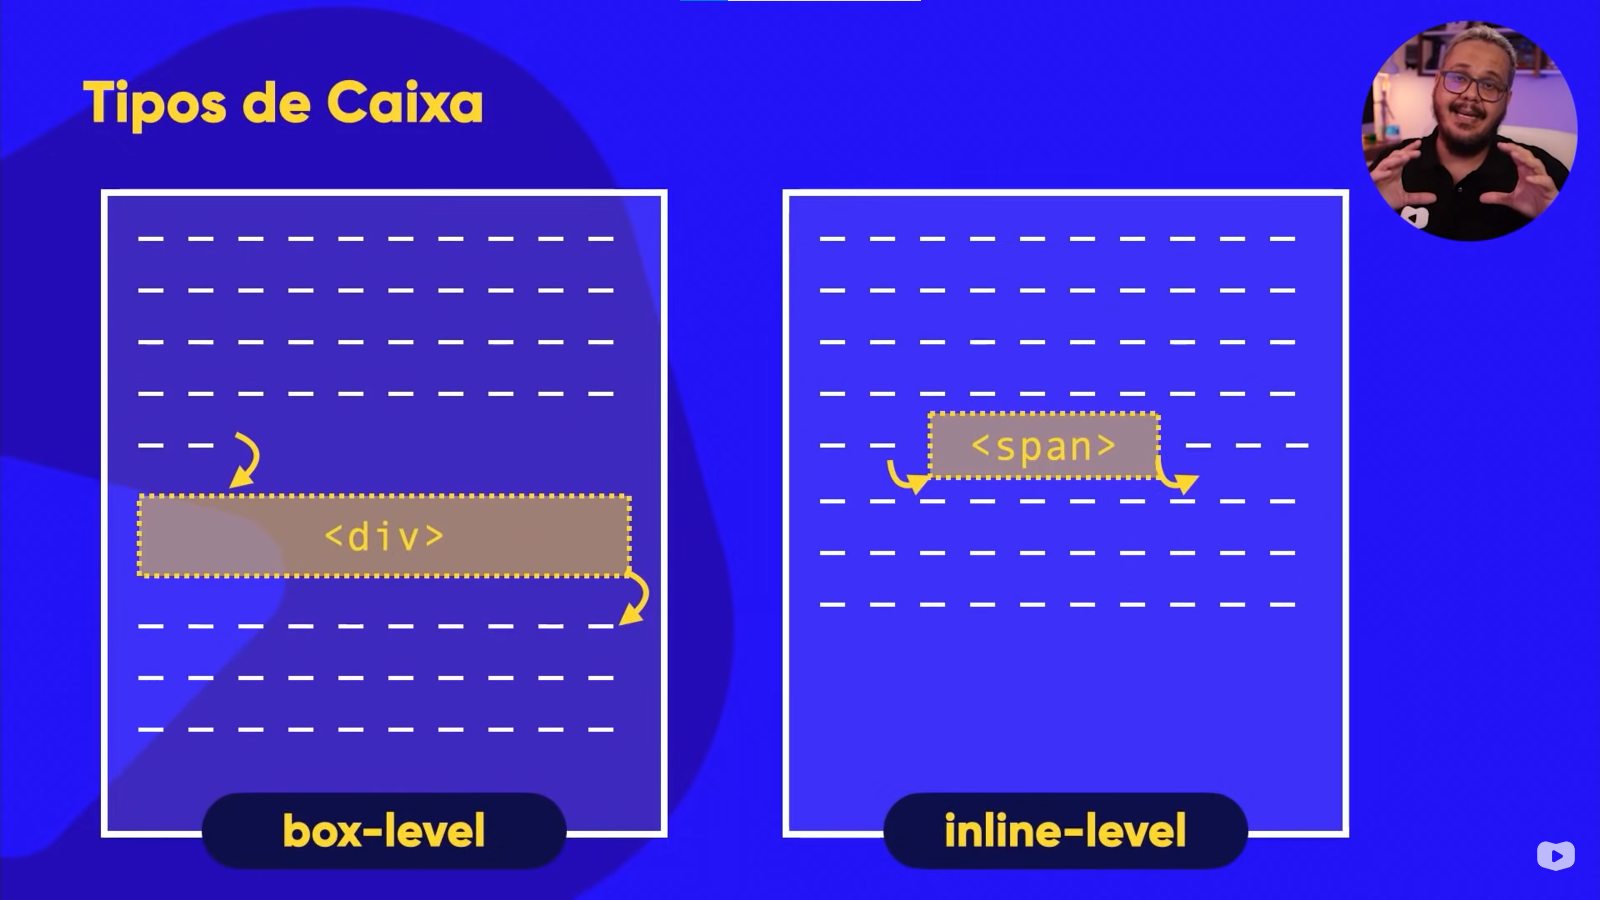 Tipos de Caixa
<div>
<span>
box-level
inline-level